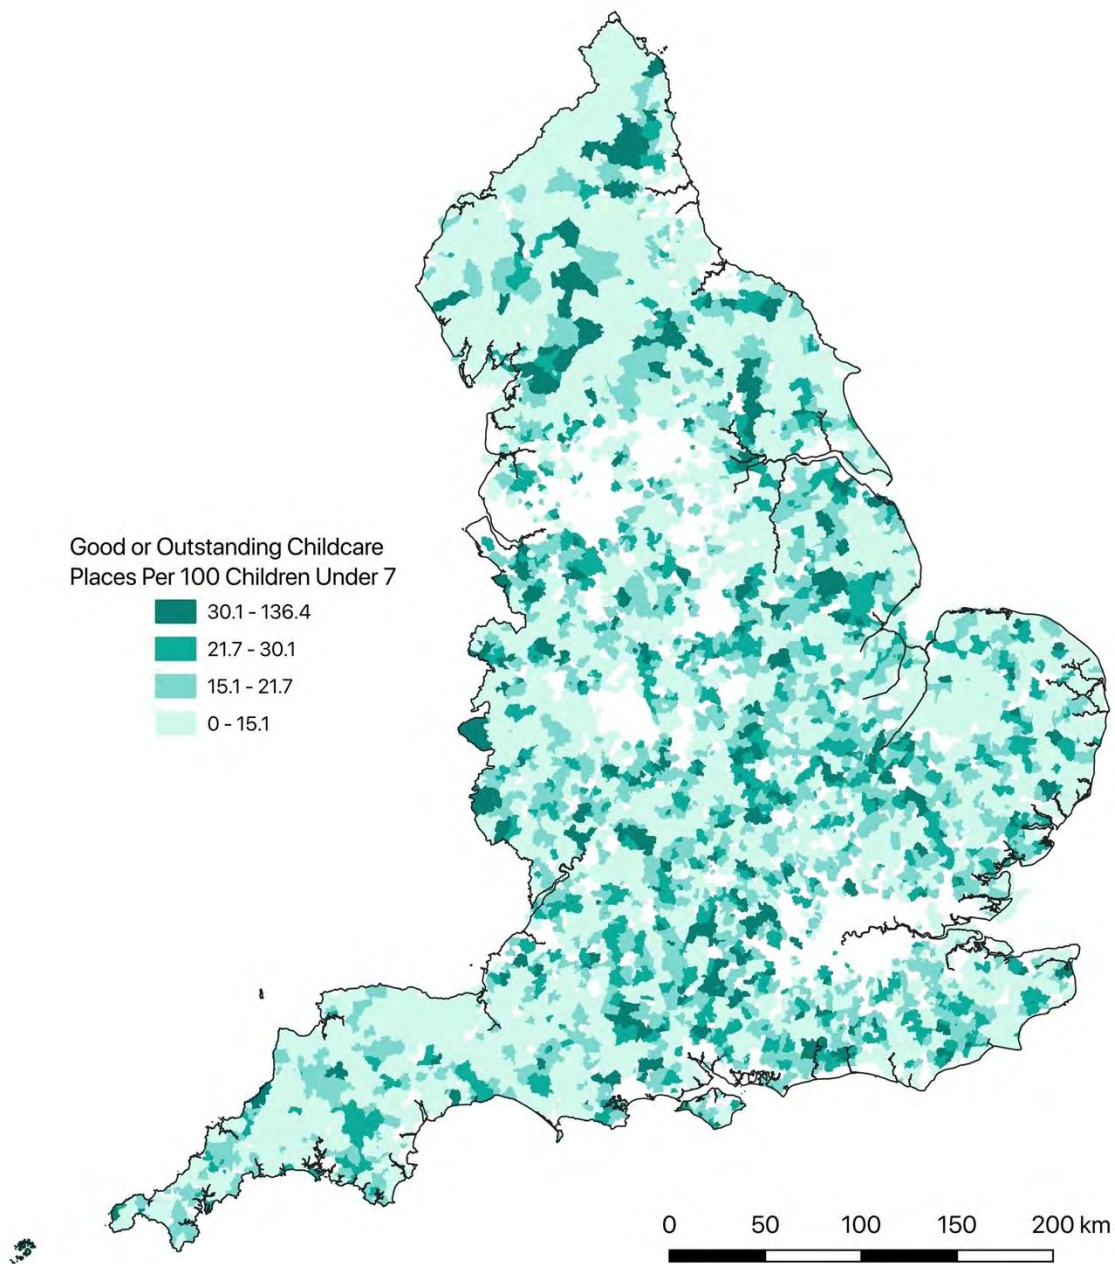 Good or Outstanding Childcare
Places Per 100 Children Under 7
30.1 - 136.4
21.7 - 30.1
15.1 - 21.7
0 - 15.1
0 50 100 150 200 km